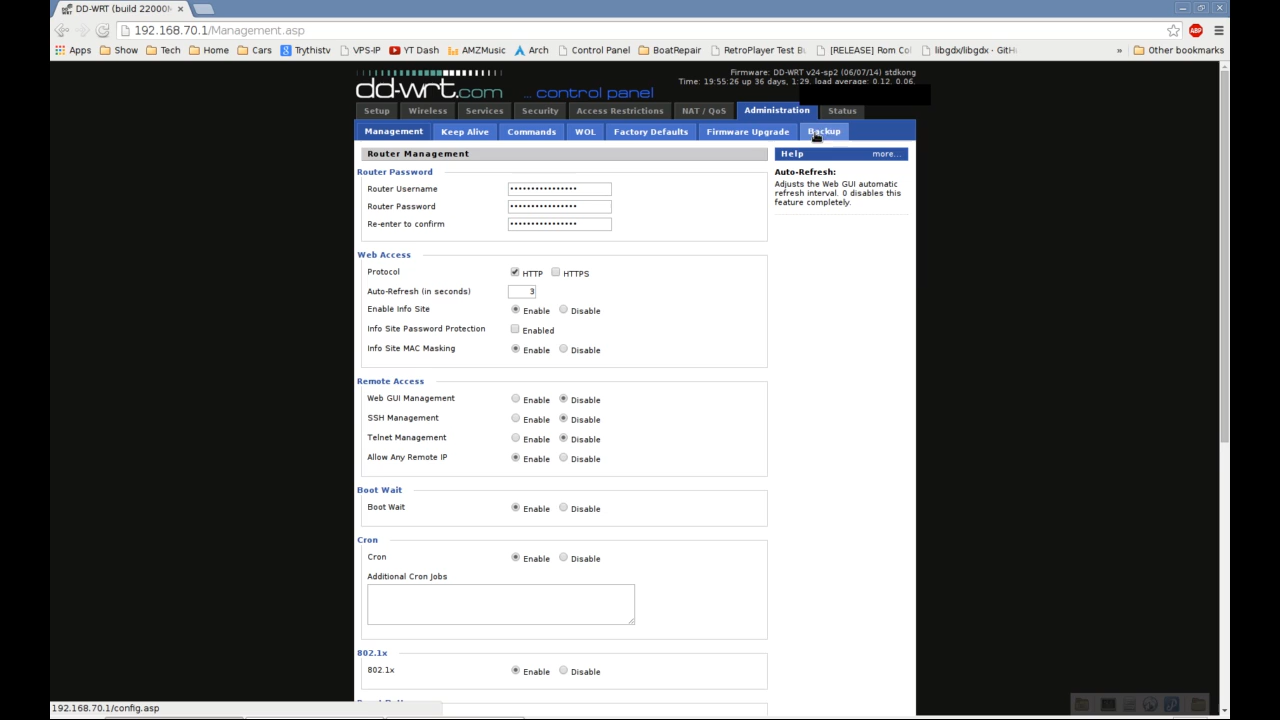 DD-WRT (build 22000M
192.168.70.1/Management.asp
Apps Show Tech Home Cars Trythistv VPS-IP YT Dash AMZMusic Arch Control Panel BoatRepair RetroPlayer Test Bu [RELEASE] Rom Col libgdx/libgdx · GitH » Other bookmarks
Firmware: DD-WRT v24-sp2 (06/07/14) stdkong
Time: 19:55:26 up 36 days, 1:29, load average: 0.12, 0.06,
dd-wrt.com ... control panel
Setup Wireless Services Security Access Restrictions NAT / QoS Administration Status
Management Keep Alive Commands WOL Factory Defaults Firmware Upgrade Backup
Router Management
Help more...
Router Password
Auto-Refresh:
Adjusts the Web GUI automatic
refresh interval. 0 disables this
feature completely.
Router Username ••••••••••••••••
Router Password ••••••••••••••••
Re-enter to confirm ••••••••••••••••
Web Access
Protocol HTTP HTTPS
Auto-Refresh (in seconds) 3
Enable Info Site Enable Disable
Info Site Password Protection Enabled
Info Site MAC Masking Enable Disable
Remote Access
Web GUI Management Enable Disable
SSH Management Enable Disable
Telnet Management Enable Disable
Allow Any Remote IP Enable Disable
Boot Wait
Boot Wait Enable Disable
Cron
Cron Enable Disable
Additional Cron Jobs
802.1x
802.1x Enable Disable
192.168.70.1/config.asp